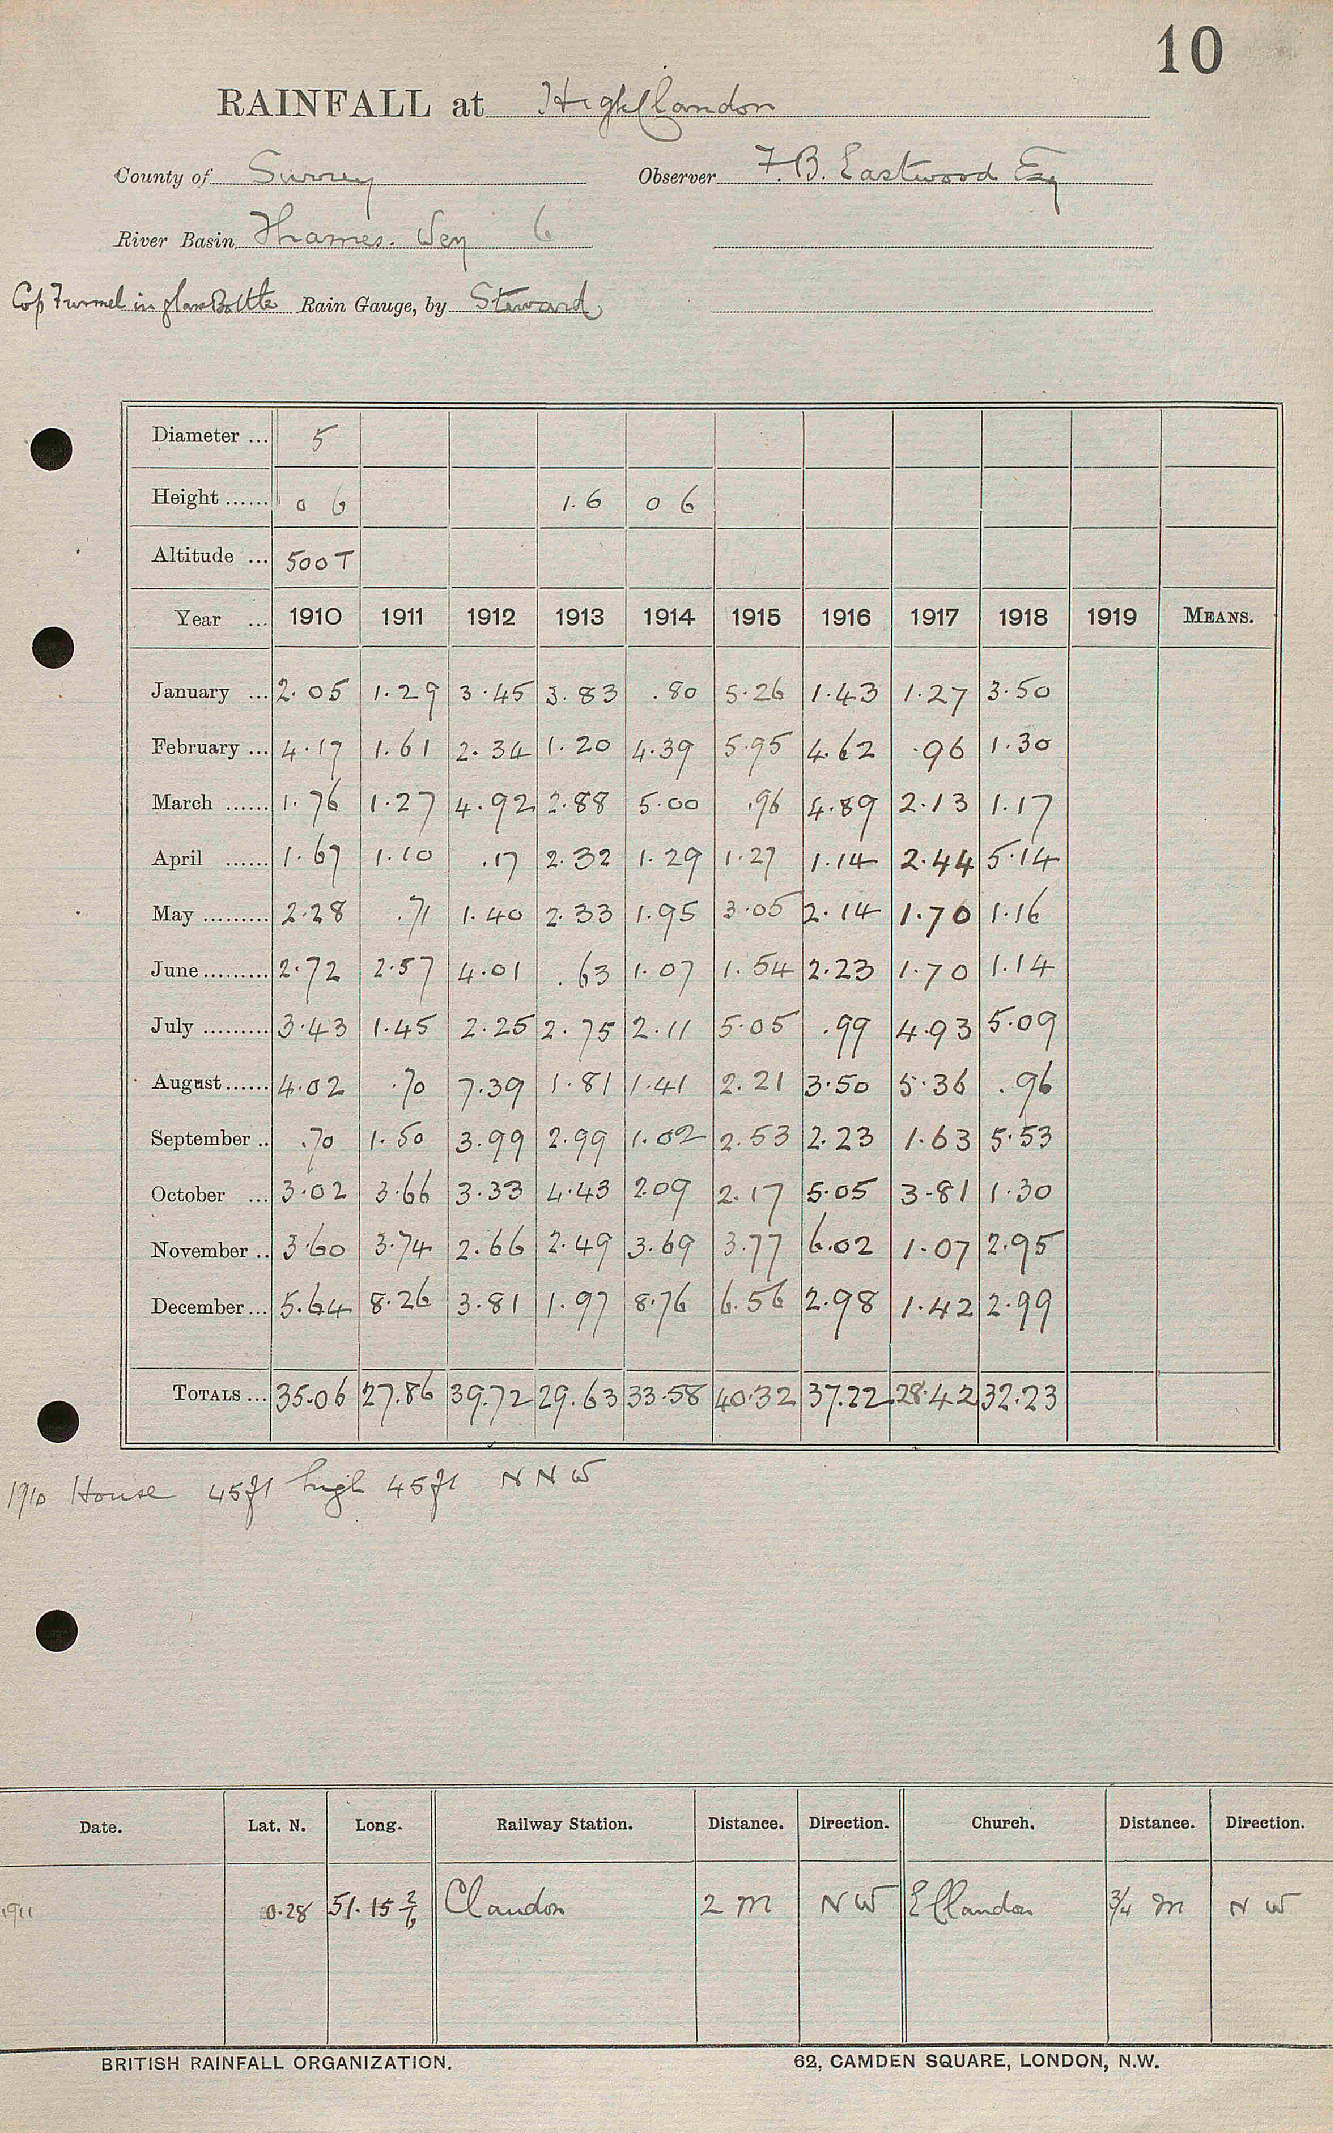 10
RAINFALL at High Clandon
County of Surrey Observer F. B. Eastwood Esq
River Basin Thames. Wey 6
Cop Funnel in glass Bottle Rain Gauge, by Steward
Diameter ... 5
Height ...... 0 6 1.6 0 6
Altitude ... 500 T
Year ... 1910 1911 1912 1913 1914 1915 1916 1917 1918 1919 MEANS.
January ... 2.05 1.29 3.45 3.83 .80 5.26 1.43 1.27 3.50
February ... 4.17 1.61 2.34 1.20 4.39 5.95 4.62 .96 1.30
March ...... 1.76 1.27 4.92 2.88 5.00 .96 4.89 2.13 1.17
April ...... 1.67 1.10 .17 2.32 1.29 1.27 1.14 2.44 5.14
May ......... 2.28 .71 1.40 2.33 1.95 3.05 2.14 1.70 1.16
June ......... 2.72 2.57 4.01 .63 1.07 1.54 2.23 1.70 1.14
July ......... 3.43 1.45 2.25 2.75 2.11 5.05 .99 4.93 5.09
August ...... 4.02 .70 7.39 1.81 1.41 2.21 3.50 5.36 .96
September .. .70 1.50 3.99 2.99 1.02 2.53 2.23 1.63 5.53
October ... 3.02 3.66 3.33 4.43 2.09 2.17 5.05 3.81 1.30
November .. 3.60 3.74 2.66 2.49 3.69 3.77 6.02 1.07 2.95
December ... 5.64 8.26 3.81 1.97 8.76 6.56 2.98 1.42 2.99
TOTALS ... 35.06 27.86 39.72 29.63 33.58 40.32 37.22 28.42 32.23
1910 House 45ft high 45ft N N W
Date. Lat. N. Long. Railway Station. Distance. Direction. Church. Distance. Direction.
1911 0.28 51.15 Clandon 2 m N W E Clandon 3/4 m N W
BRITISH RAINFALL ORGANIZATION. 62, CAMDEN SQUARE, LONDON, N.W.